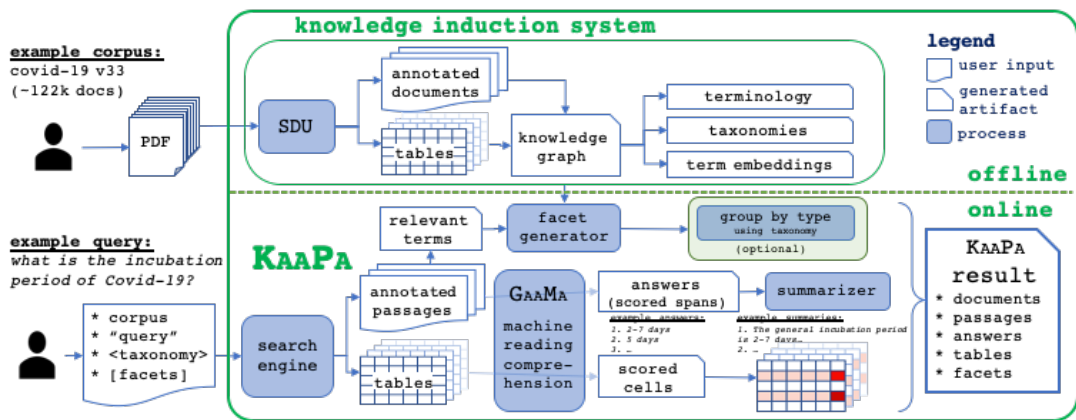 knowledge induction system
example corpus:
covid-19 v33
(~122k docs)
PDF
SDU
annotated
documents
tables
knowledge
graph
terminology
taxonomies
term embeddings
legend
user input
generated
artifact
process
offline
online
example query:
what is the incubation
period of Covid-19?
* corpus
* "query"
* <taxonomy>
* [facets]
KAAPA
search
engine
relevant
terms
annotated
passages
tables
facet
generator
group by type
using taxonomy
(optional)
GAAMA
machine
reading
compre-
hension
answers
(scored spans)
example answers:
1. 2-7 days
2. 5 days
3. …
summarizer
example summaries:
1. The general incubation period
is 2-7 days…
2. …
scored
cells
KAAPA
result
* documents
* passages
* answers
* tables
* facets